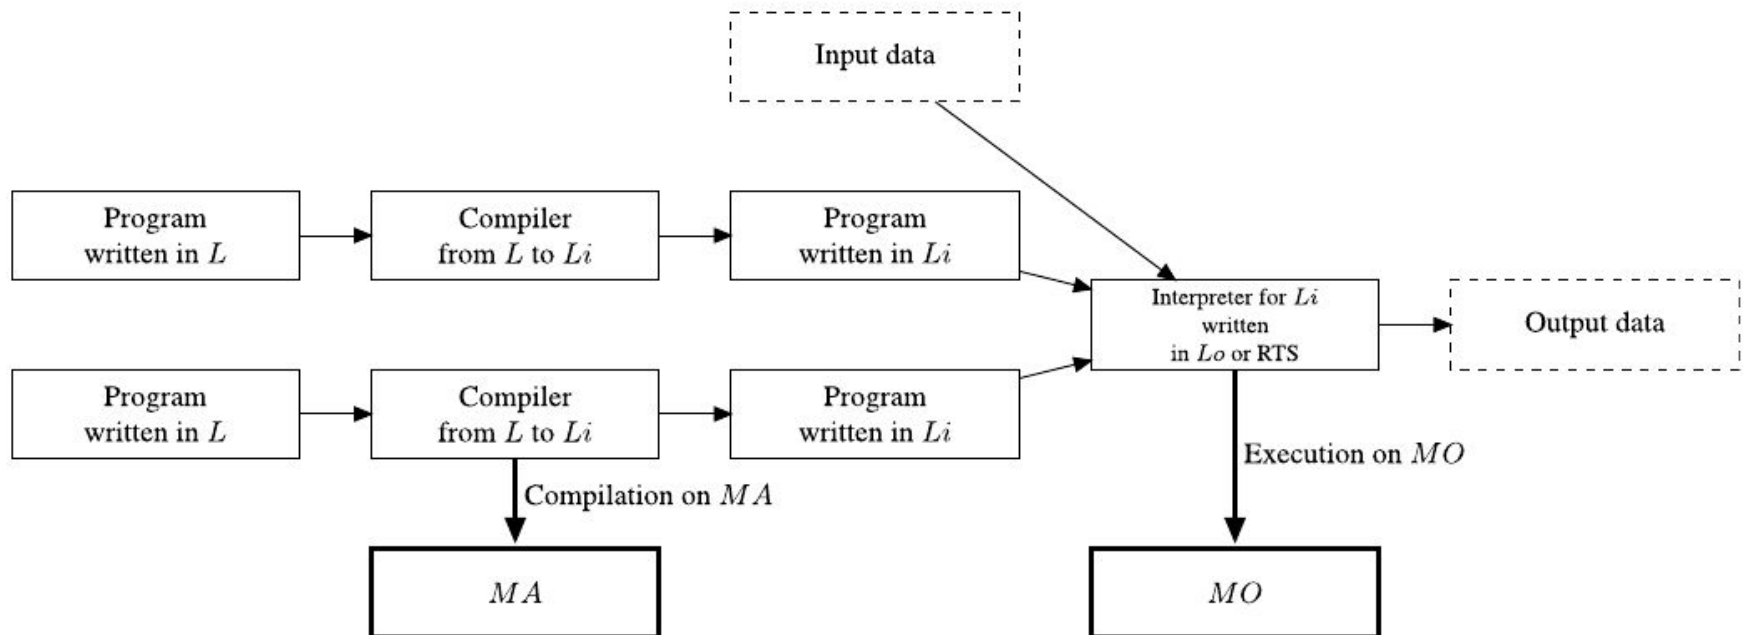 Input data
Program
written in L
Compiler
from L to Li
Program
written in Li
Interpreter for Li
written
in Lo or RTS
Output data
Program
written in L
Compiler
from L to Li
Program
written in Li
Execution on MO
Compilation on MA
MA
MO